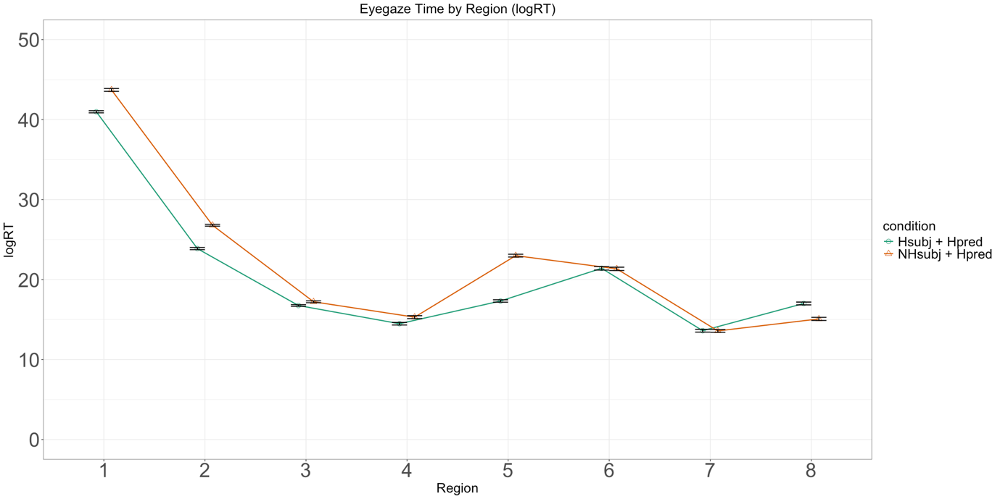 Eyegaze Time by Region (logRT)
50
40
30
20
10
0
logRT
1 2 3 4 5 6 7 8
Region
condition
Hsubj + Hpred
NHsubj + Hpred